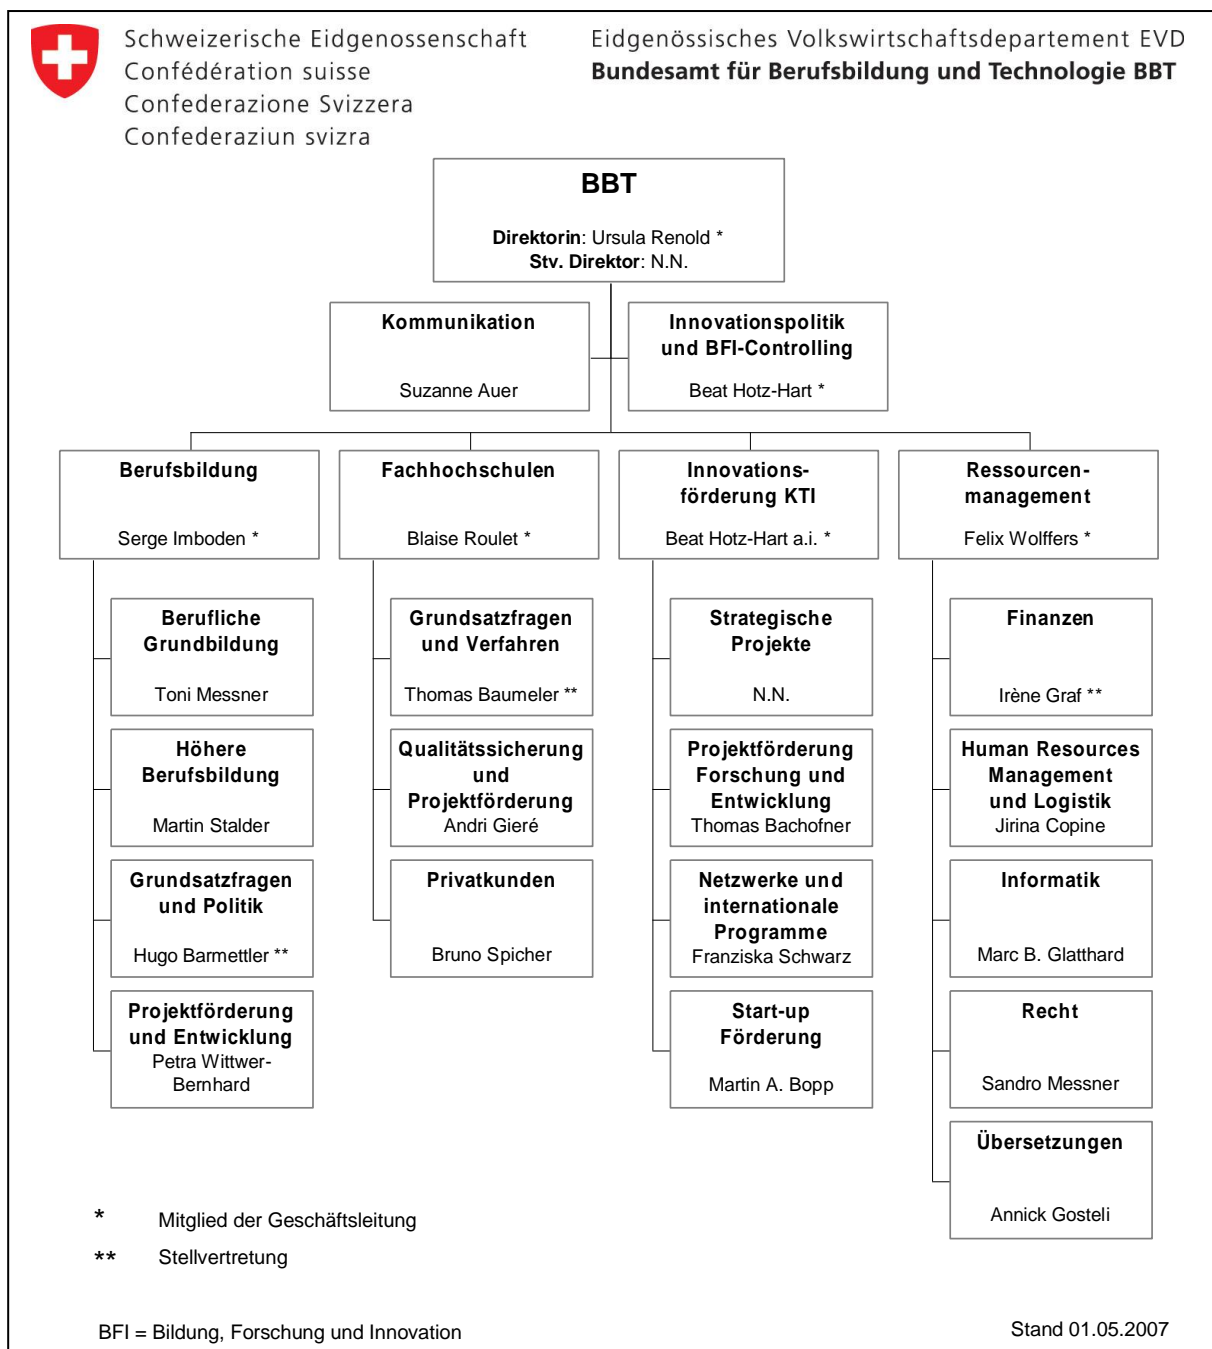 Schweizerische Eidgenossenschaft
Confédération suisse
Confederazione Svizzera
Confederaziun svizra
Eidgenössisches Volkswirtschaftsdepartement EVD
Bundesamt für Berufsbildung und Technologie BBT
BBT
Direktorin: Ursula Renold *
Stv. Direktor: N.N.
Kommunikation
Suzanne Auer
Innovationspolitik
und BFI-Controlling
Beat Hotz-Hart *
Berufsbildung
Serge Imboden *
Fachhochschulen
Blaise Roulet *
Innovations-
förderung KTI
Beat Hotz-Hart a.i. *
Ressourcen-
management
Felix Wolffers *
Berufliche
Grundbildung
Toni Messner
Höhere
Berufsbildung
Martin Stalder
Grundsatzfragen
und Politik
Hugo Barmettler **
Projektförderung
und Entwicklung
Petra Wittwer-
Bernhard
Grundsatzfragen
und Verfahren
Thomas Baumeler **
Qualitätssicherung
und
Projektförderung
Andri Gieré
Privatkunden
Bruno Spicher
Strategische
Projekte
N.N.
Projektförderung
Forschung und
Entwicklung
Thomas Bachofner
Netzwerke und
internationale
Programme
Franziska Schwarz
Start-up
Förderung
Martin A. Bopp
Finanzen
Irène Graf **
Human Resources
Management
und Logistik
Jirina Copine
Informatik
Marc B. Glatthard
Recht
Sandro Messner
Übersetzungen
Annick Gosteli
* Mitglied der Geschäftsleitung
** Stellvertretung
BFI = Bildung, Forschung und Innovation
Stand 01.05.2007